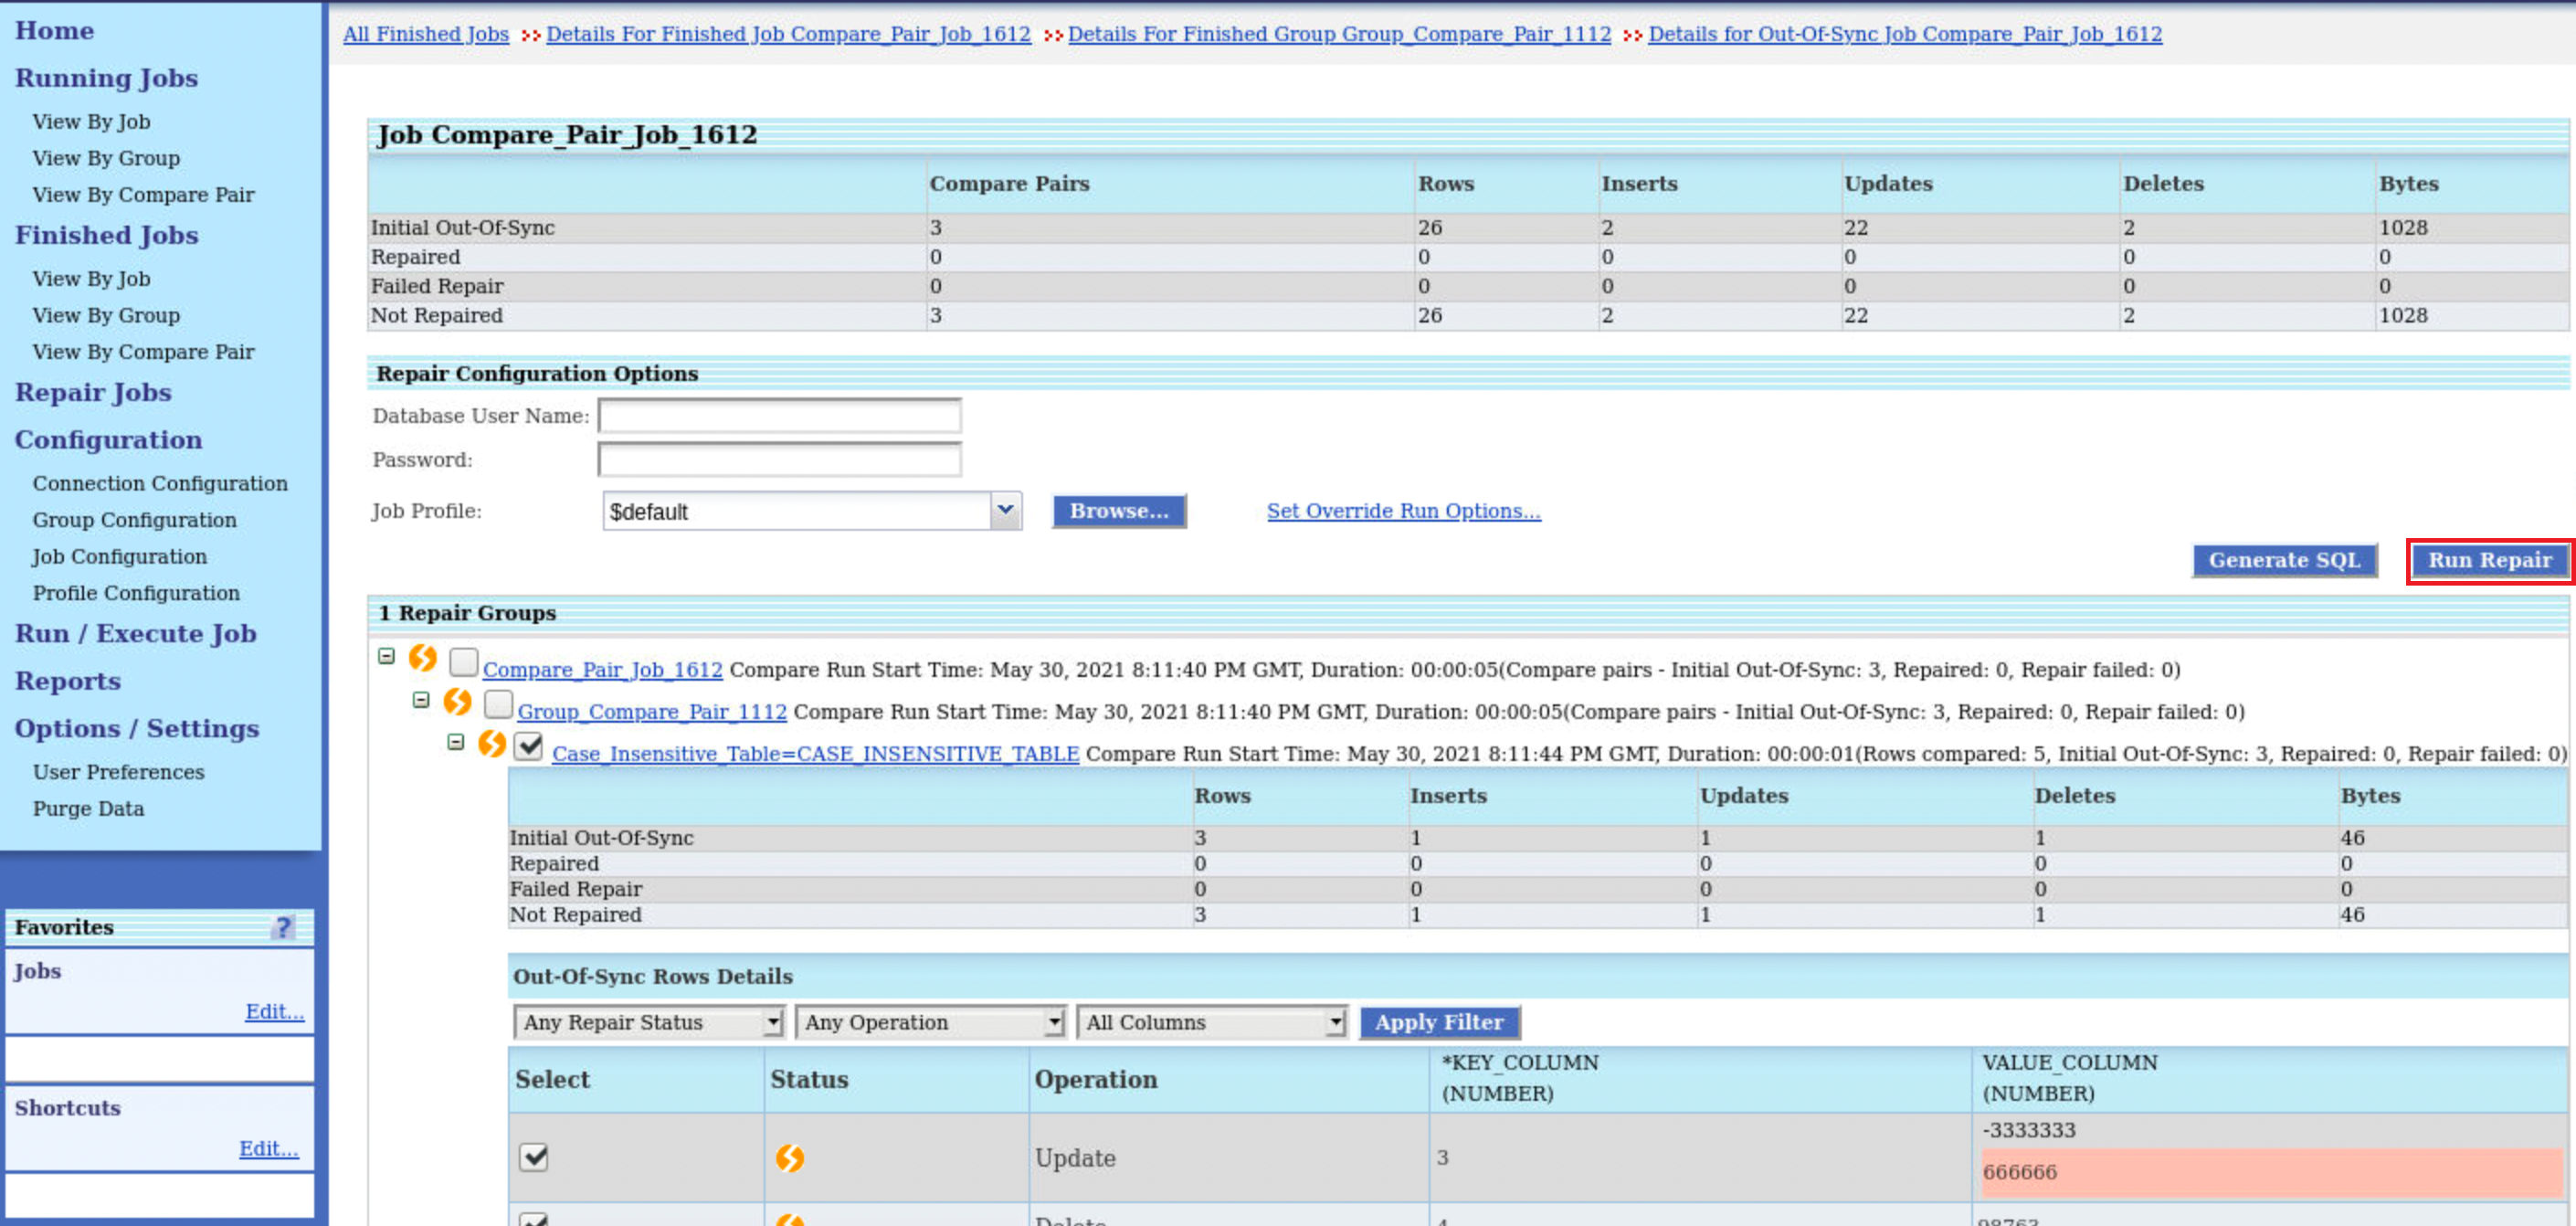 Home
Running Jobs
View By Job
View By Group
View By Compare Pair
Finished Jobs
View By Job
View By Group
View By Compare Pair
Repair Jobs
Configuration
Connection Configuration
Group Configuration
Job Configuration
Profile Configuration
Run / Execute Job
Reports
Options / Settings
User Preferences
Purge Data
Favorites ?
Jobs
Edit...
Shortcuts
Edit...
All Finished Jobs Details For Finished Job Compare_Pair_Job_1612 Details For Finished Group Group_Compare_Pair_1112 Details for Out-Of-Sync Job Compare_Pair_Job_1612
Job Compare_Pair_Job_1612
Compare Pairs Rows Inserts Updates Deletes Bytes
Initial Out-Of-Sync 3 26 2 22 2 1028
Repaired 0 0 0 0 0 0
Failed Repair 0 0 0 0 0 0
Not Repaired 3 26 2 22 2 1028
Repair Configuration Options
Database User Name:
Password:
Job Profile: $default Browse... Set Override Run Options...
Generate SQL Run Repair
1 Repair Groups
Compare_Pair_Job_1612 Compare Run Start Time: May 30, 2021 8:11:40 PM GMT, Duration: 00:00:05(Compare pairs - Initial Out-Of-Sync: 3, Repaired: 0, Repair failed: 0)
Group_Compare_Pair_1112 Compare Run Start Time: May 30, 2021 8:11:40 PM GMT, Duration: 00:00:05(Compare pairs - Initial Out-Of-Sync: 3, Repaired: 0, Repair failed: 0)
Case_Insensitive_Table=CASE_INSENSITIVE_TABLE Compare Run Start Time: May 30, 2021 8:11:44 PM GMT, Duration: 00:00:01(Rows compared: 5, Initial Out-Of-Sync: 3, Repaired: 0, Repair failed: 0)
Rows Inserts Updates Deletes Bytes
Initial Out-Of-Sync 3 1 1 1 46
Repaired 0 0 0 0 0
Failed Repair 0 0 0 0 0
Not Repaired 3 1 1 1 46
Out-Of-Sync Rows Details
Any Repair Status Any Operation All Columns Apply Filter
Select Status Operation *KEY_COLUMN (NUMBER) VALUE_COLUMN (NUMBER)
-3333333
Update 3
666666
Delete